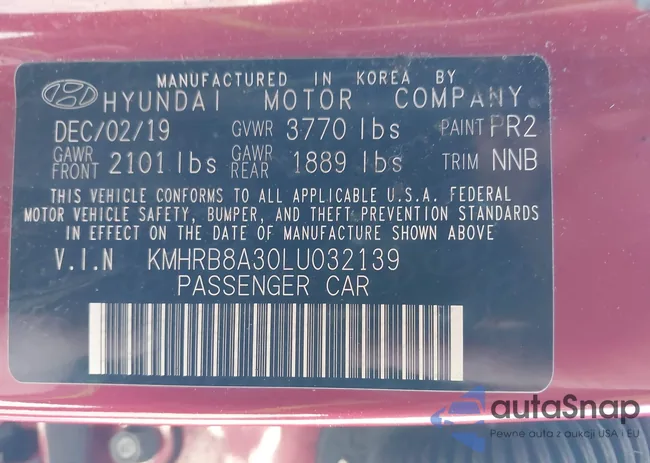 MANUFACTURED IN KOREA BY
HYUNDAI MOTOR COMPANY
DEC/02/19 GVWR 3770 lbs PAINT PR2
GAWR FRONT 2101 lbs GAWR REAR 1889 lbs TRIM NNB
THIS VEHICLE CONFORMS TO ALL APPLICABLE U.S.A. FEDERAL
MOTOR VEHICLE SAFETY, BUMPER, AND THEFT PREVENTION STANDARDS
IN EFFECT ON THE DATE OF MANUFACTURE SHOWN ABOVE
V.I.N KMHRB8A30LU032139
PASSENGER CAR
autaSnap
Pewne auta z aukcji USA i EU